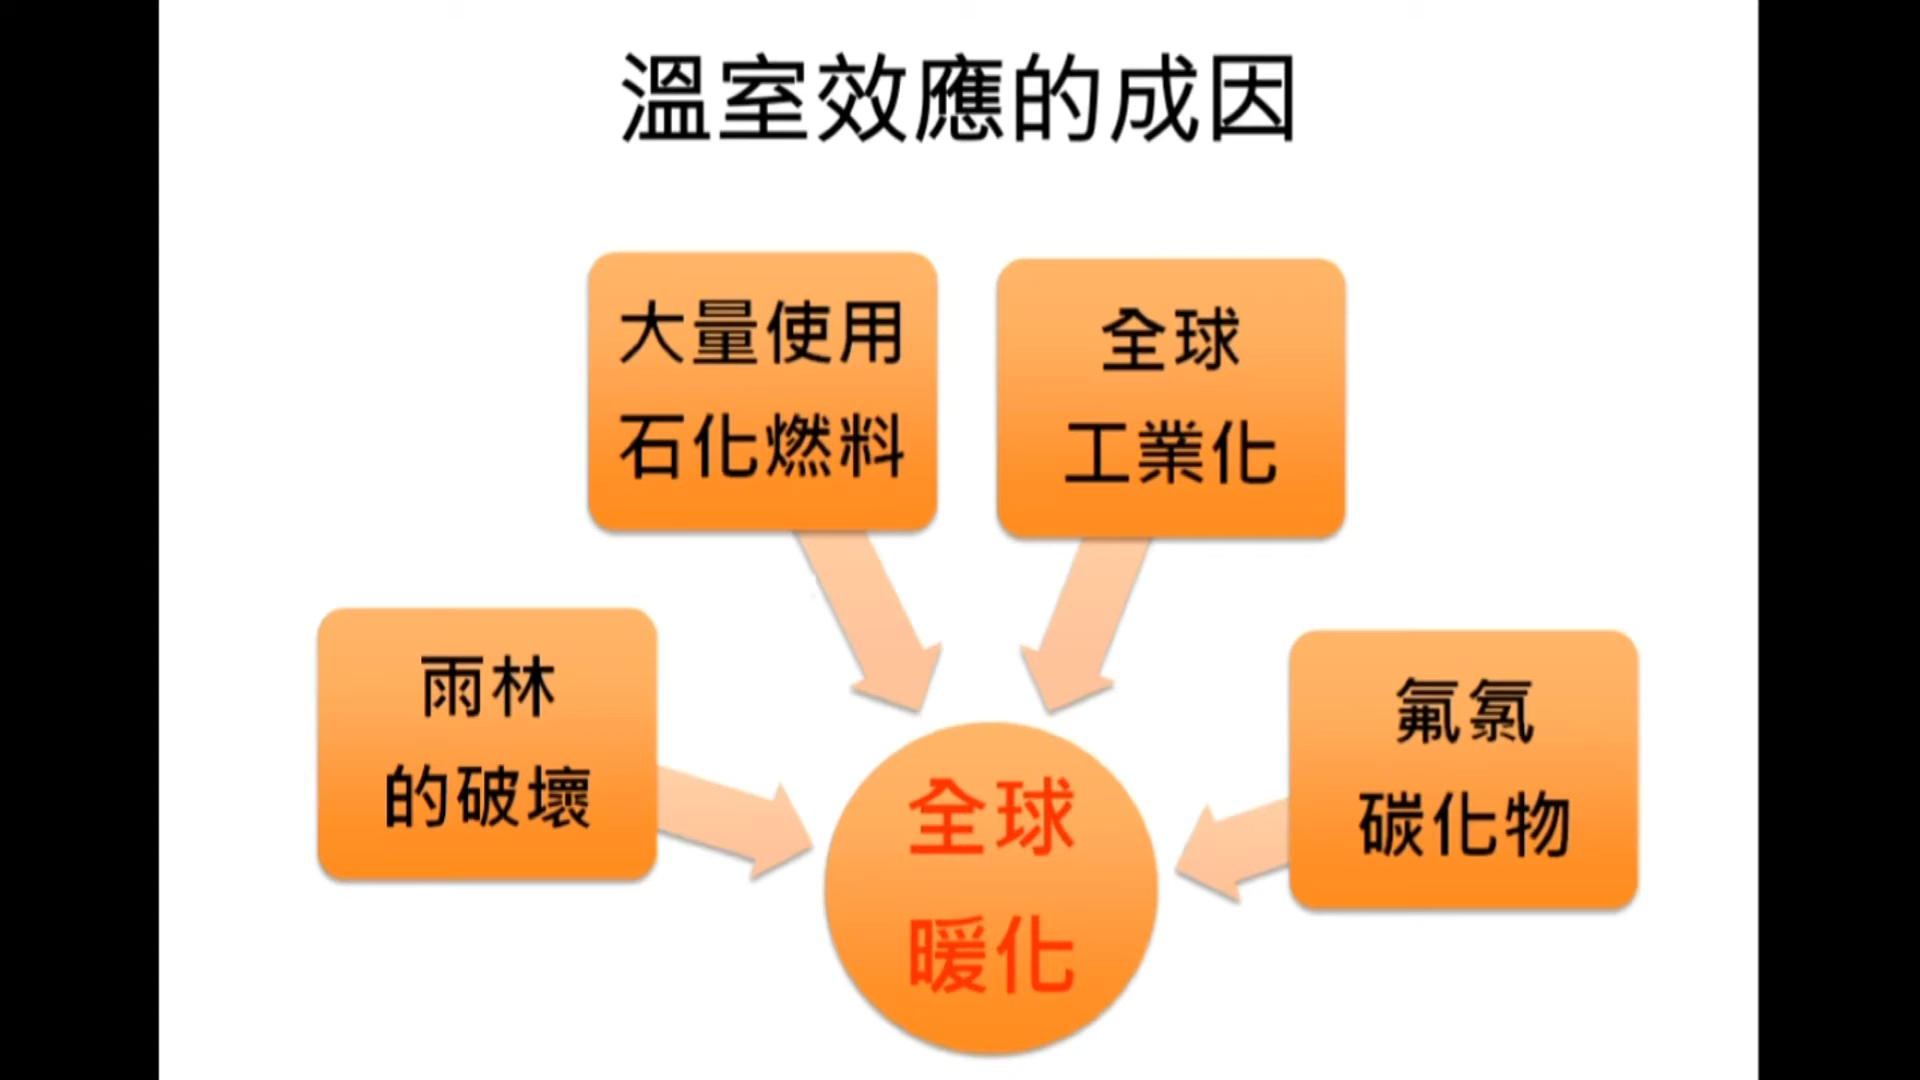 溫室效應的成因
大量使用
石化燃料
全球
工業化
雨林
的破壞
氟氯
碳化物
全球
暖化